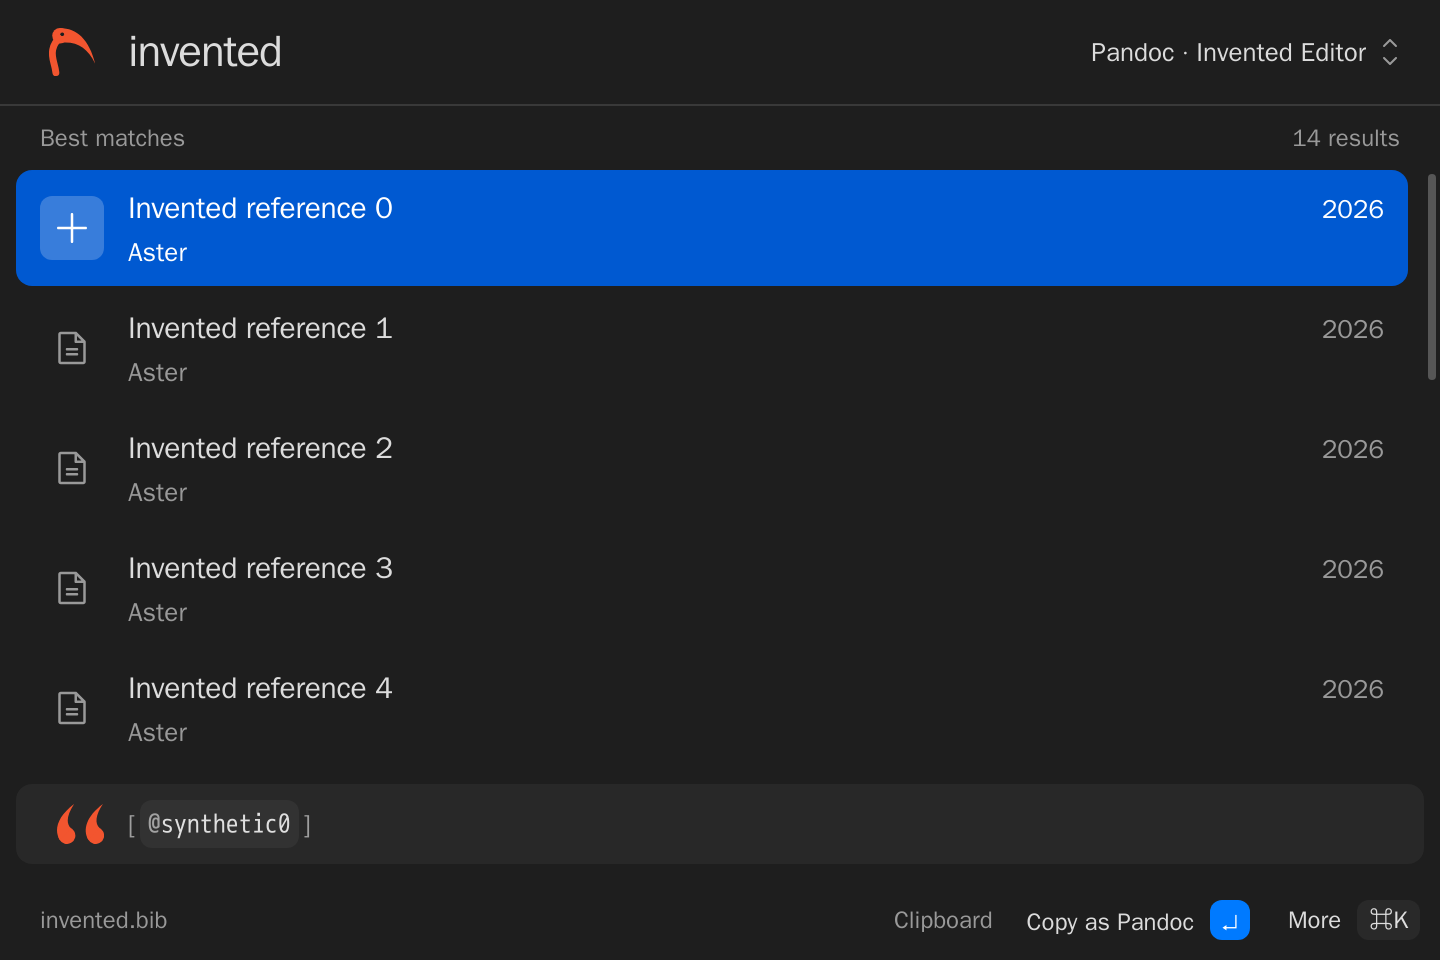 invented
Pandoc · Invented Editor
Best matches
14 results
Invented reference 0
2026
Aster
Invented reference 1
2026
Aster
Invented reference 2
2026
Aster
Invented reference 3
2026
Aster
Invented reference 4
2026
Aster
[ @synthetic0 ]
invented.bib
Clipboard
Copy as Pandoc
More
⌘K